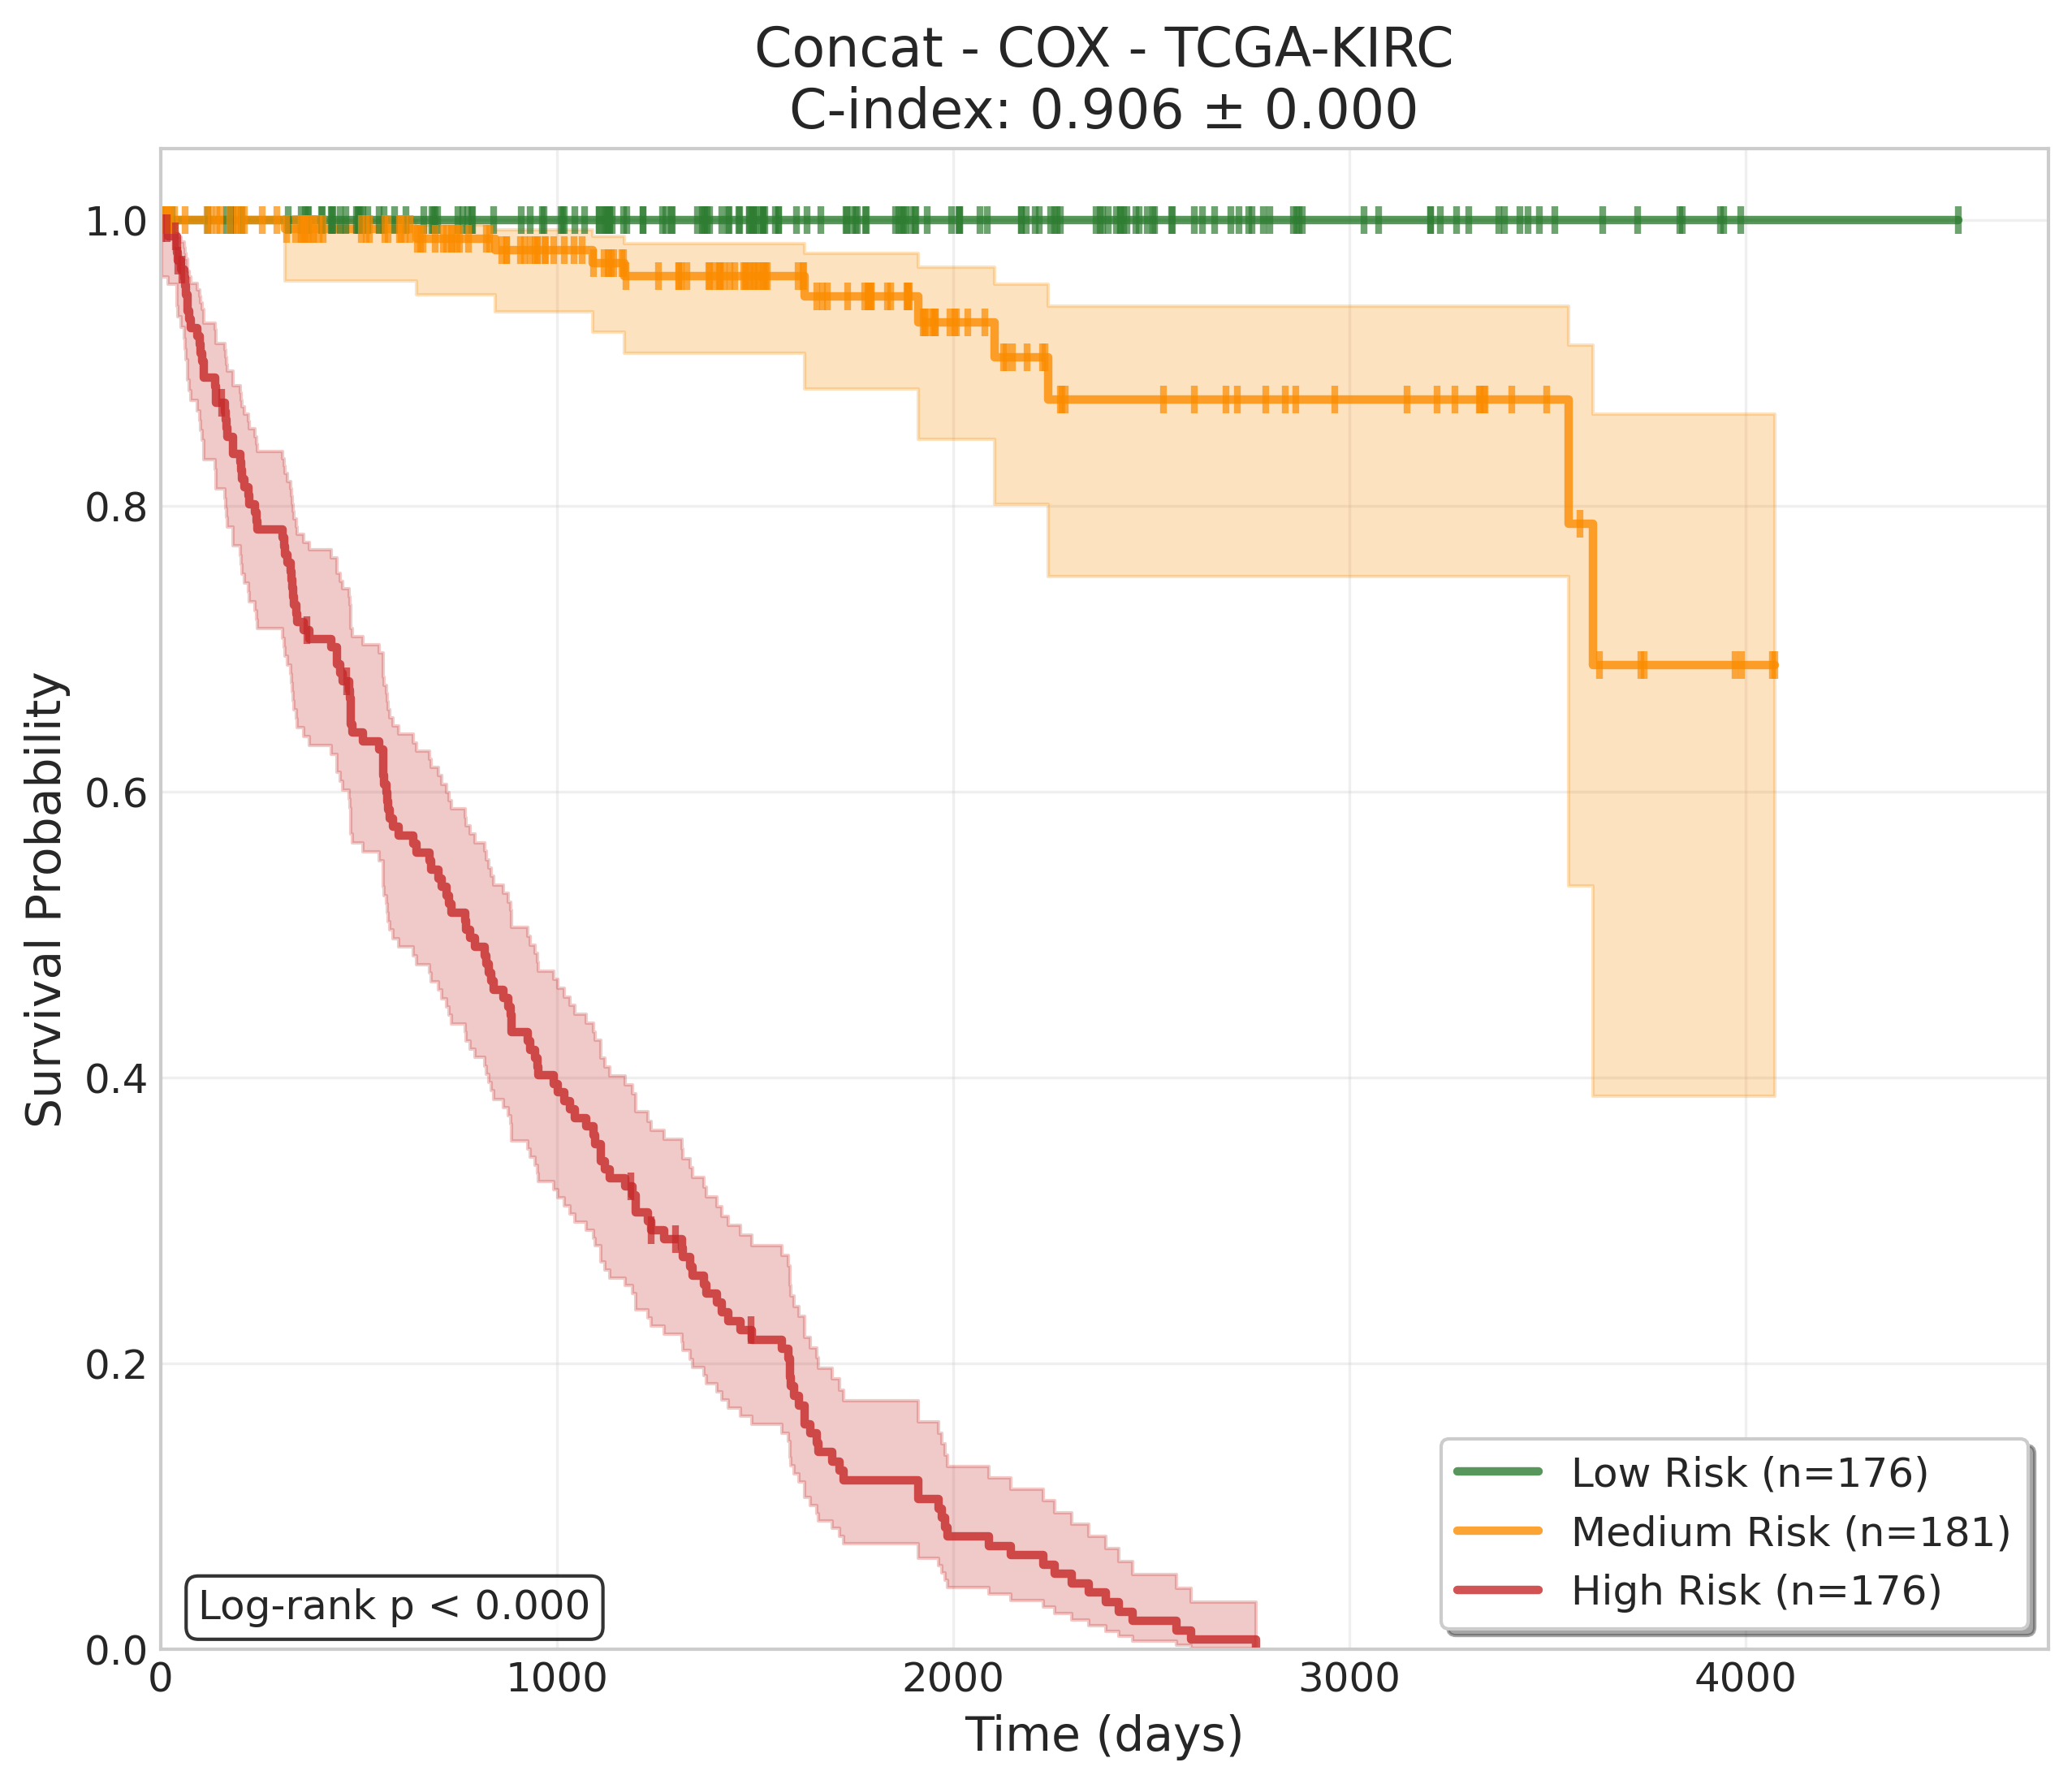 Concat - COX - TCGA-KIRC
C-index: 0.906 ± 0.000
Survival Probability
1.0
0.8
0.6
0.4
0.2
0.0
0
1000
2000
3000
4000
Time (days)
Log-rank p < 0.000
Low Risk (n=176)
Medium Risk (n=181)
High Risk (n=176)